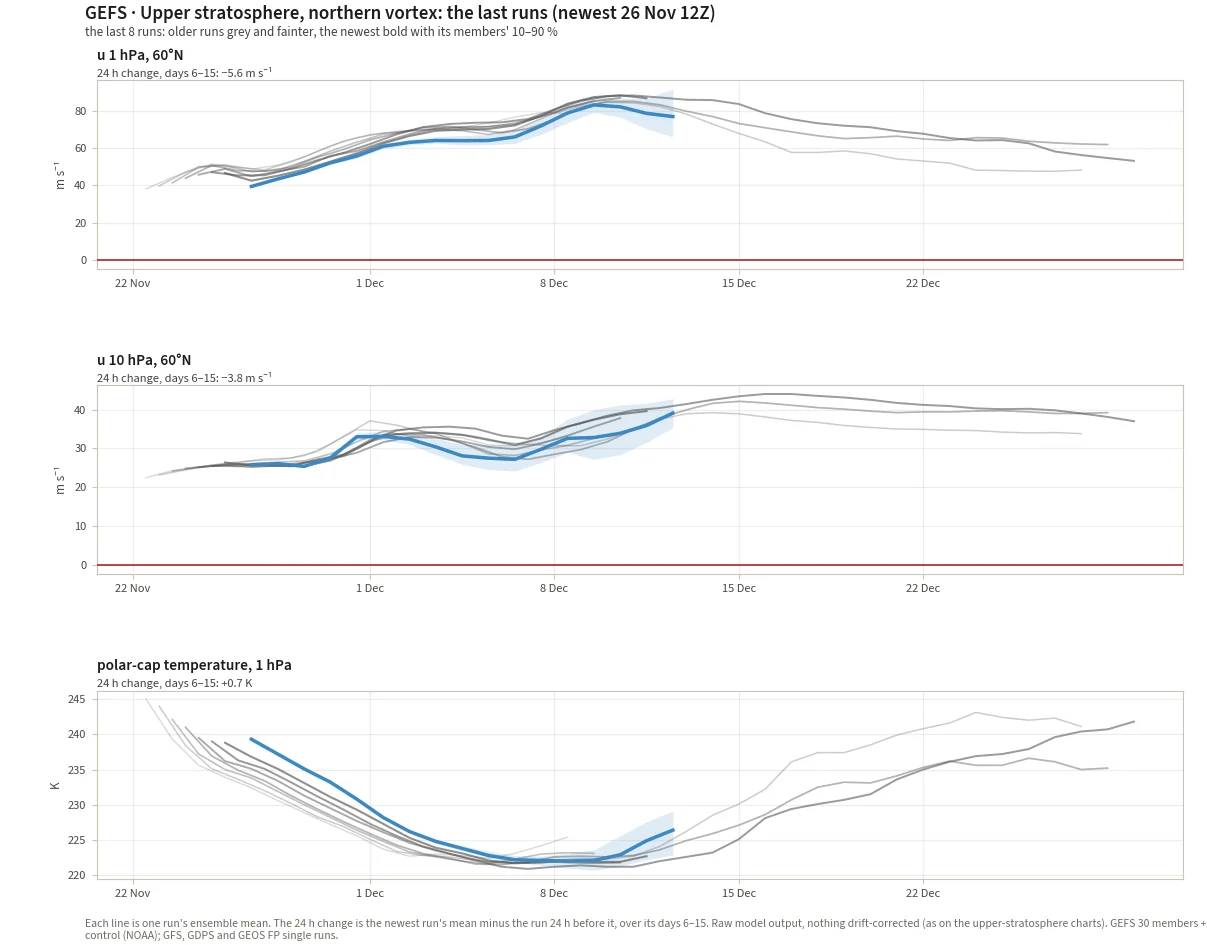 GEFS · Upper stratosphere, northern vortex: the last runs (newest 26 Nov 12Z)
the last 8 runs: older runs grey and fainter, the newest bold with its members' 10–90 %
u 1 hPa, 60°N
24 h change, days 6–15: −5.6 m s⁻¹
80
60
40
20
0
m s⁻¹
22 Nov
1 Dec
8 Dec
15 Dec
22 Dec
u 10 hPa, 60°N
24 h change, days 6–15: −3.8 m s⁻¹
40
30
20
10
0
m s⁻¹
22 Nov
1 Dec
8 Dec
15 Dec
22 Dec
polar-cap temperature, 1 hPa
24 h change, days 6–15: +0.7 K
245
240
235
230
225
220
K
22 Nov
1 Dec
8 Dec
15 Dec
22 Dec
Each line is one run's ensemble mean. The 24 h change is the newest run's mean minus the run 24 h before it, over its days 6–15. Raw model output, nothing drift-corrected (as on the upper-stratosphere charts). GEFS 30 members +
control (NOAA); GFS, GDPS and GEOS FP single runs.